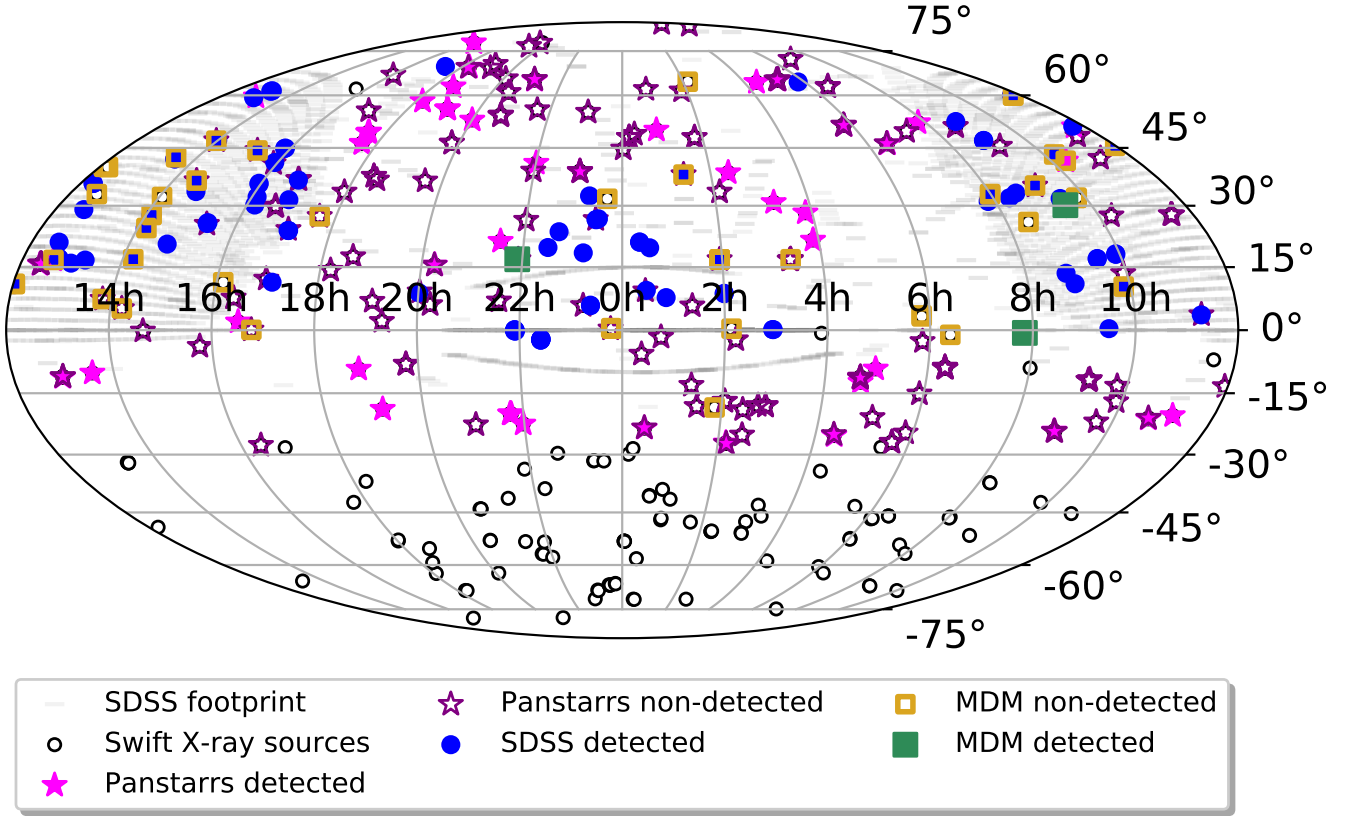 75°
60°
45°
30°
15°
14h 16h 18h 20h 22h 0h 2h 4h 6h 8h 10h
0°
-15°
-30°
-45°
-60°
-75°
SDSS footprint Panstarrs non-detected MDM non-detected
Swift X-ray sources SDSS detected MDM detected
Panstarrs detected